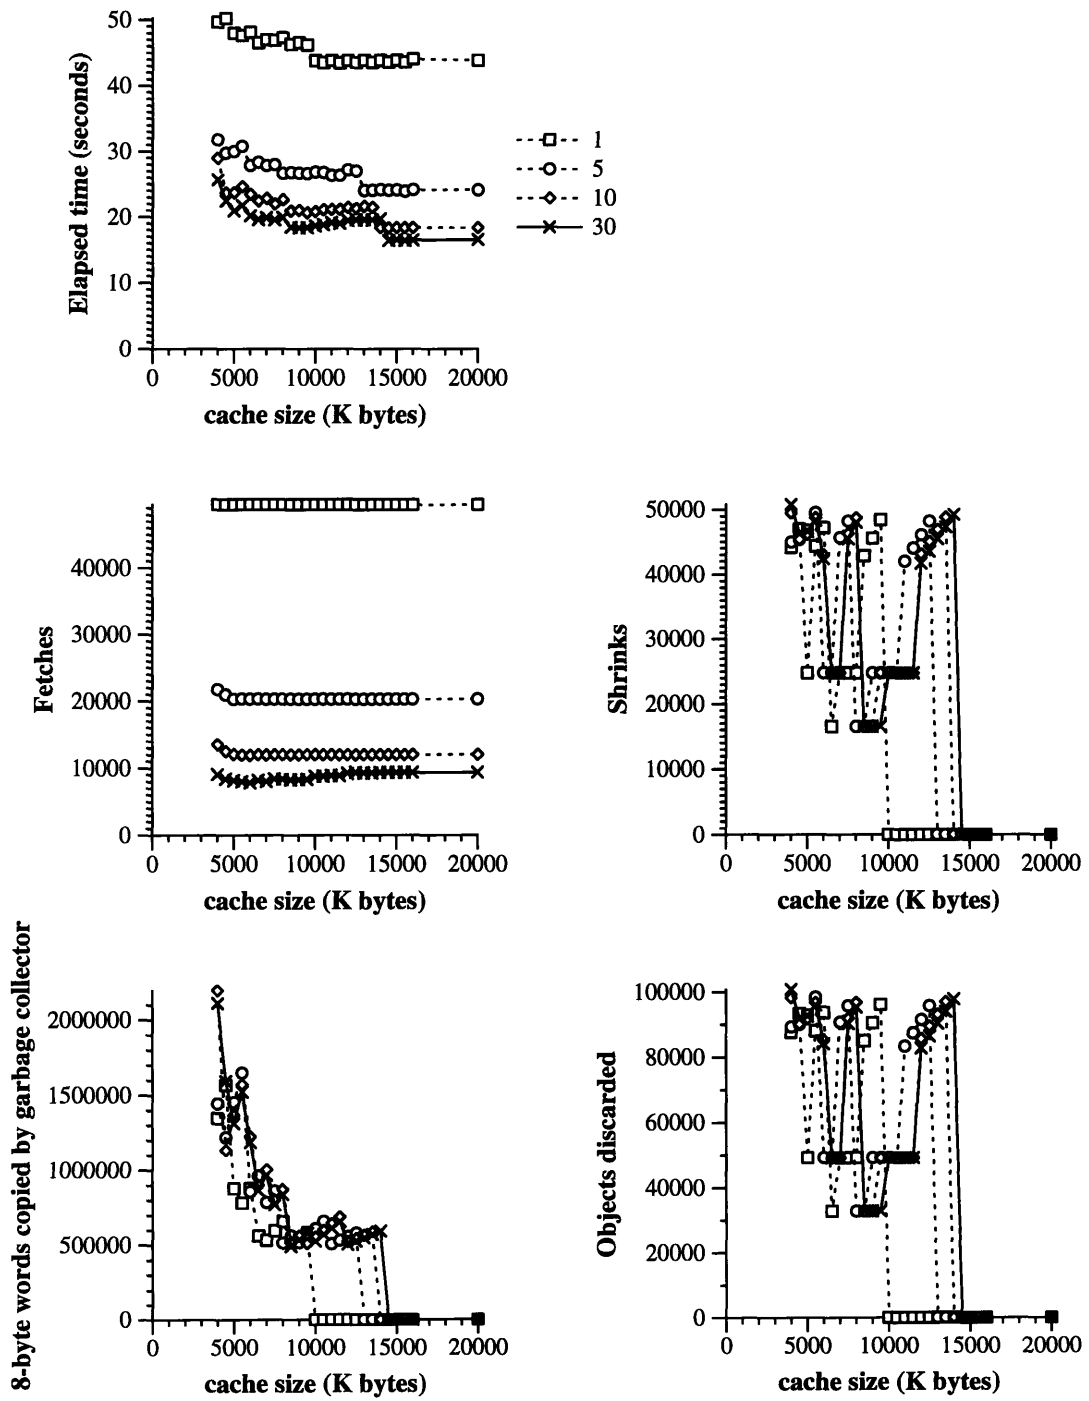 50
40
30
20
10
0
Elapsed time (seconds)
0 5000 10000 15000 20000
cache size (K bytes)
1
5
10
30
40000
30000
20000
10000
0
Fetches
0 5000 10000 15000 20000
cache size (K bytes)
50000
40000
30000
20000
10000
0
Shrinks
0 5000 10000 15000 20000
cache size (K bytes)
2000000
1500000
1000000
500000
0
8-byte words copied by garbage collector
0 5000 10000 15000 20000
cache size (K bytes)
100000
80000
60000
40000
20000
0
Objects discarded
0 5000 10000 15000 20000
cache size (K bytes)